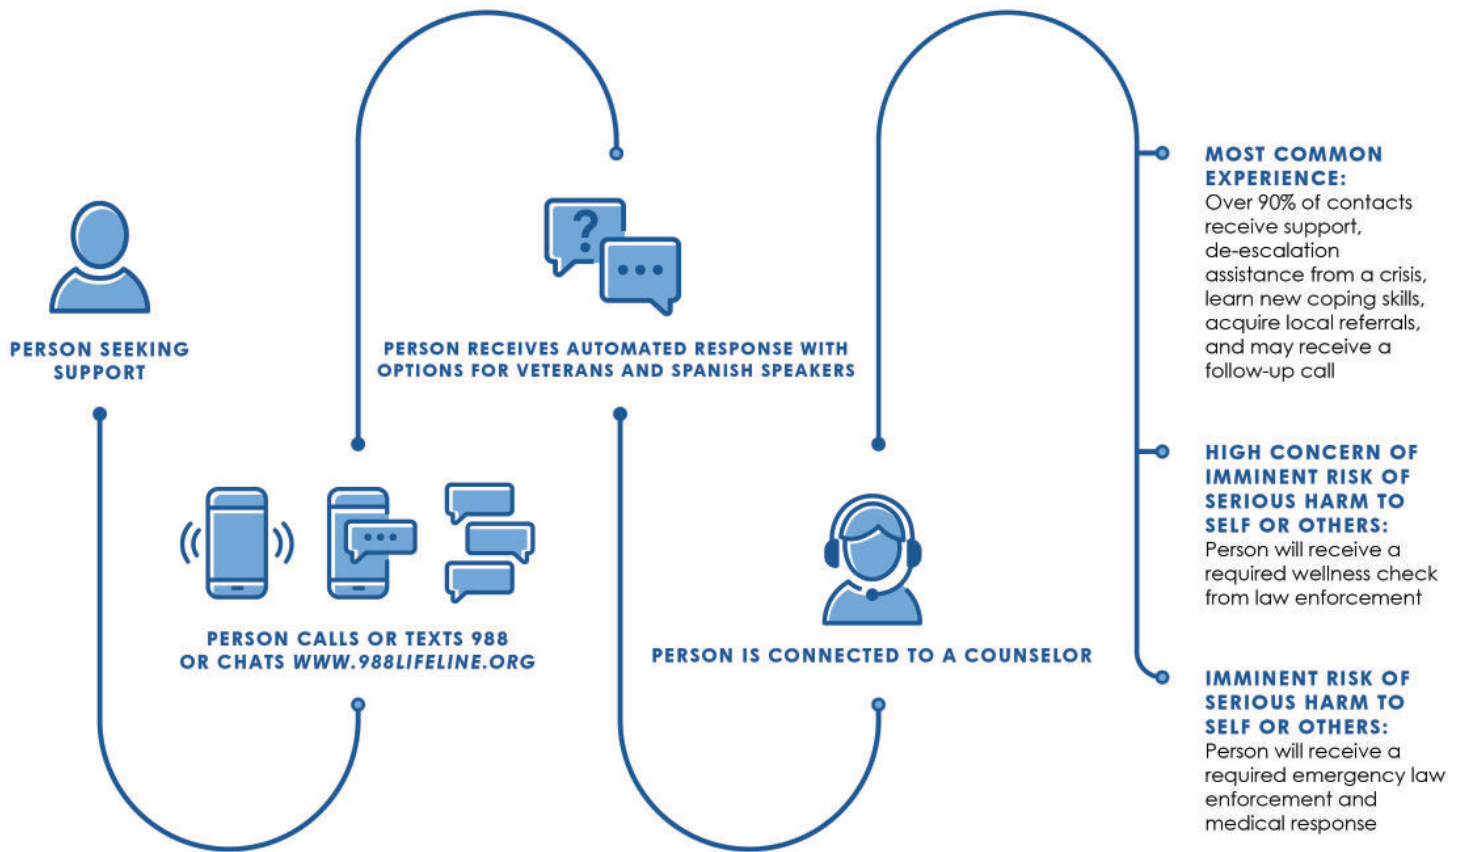 PERSON SEEKING
SUPPORT
PERSON CALLS OR TEXTS 988
OR CHATS WWW.988LIFELINE.ORG
?
PERSON RECEIVES AUTOMATED RESPONSE WITH
OPTIONS FOR VETERANS AND SPANISH SPEAKERS
PERSON IS CONNECTED TO A COUNSELOR
MOST COMMON
EXPERIENCE:
Over 90% of contacts
receive support,
de-escalation
assistance from a crisis,
learn new coping skills,
acquire local referrals,
and may receive a
follow-up call
HIGH CONCERN OF
IMMINENT RISK OF
SERIOUS HARM TO
SELF OR OTHERS:
Person will receive a
required wellness check
from law enforcement
IMMINENT RISK OF
SERIOUS HARM TO
SELF OR OTHERS:
Person will receive a
required emergency law
enforcement and
medical response